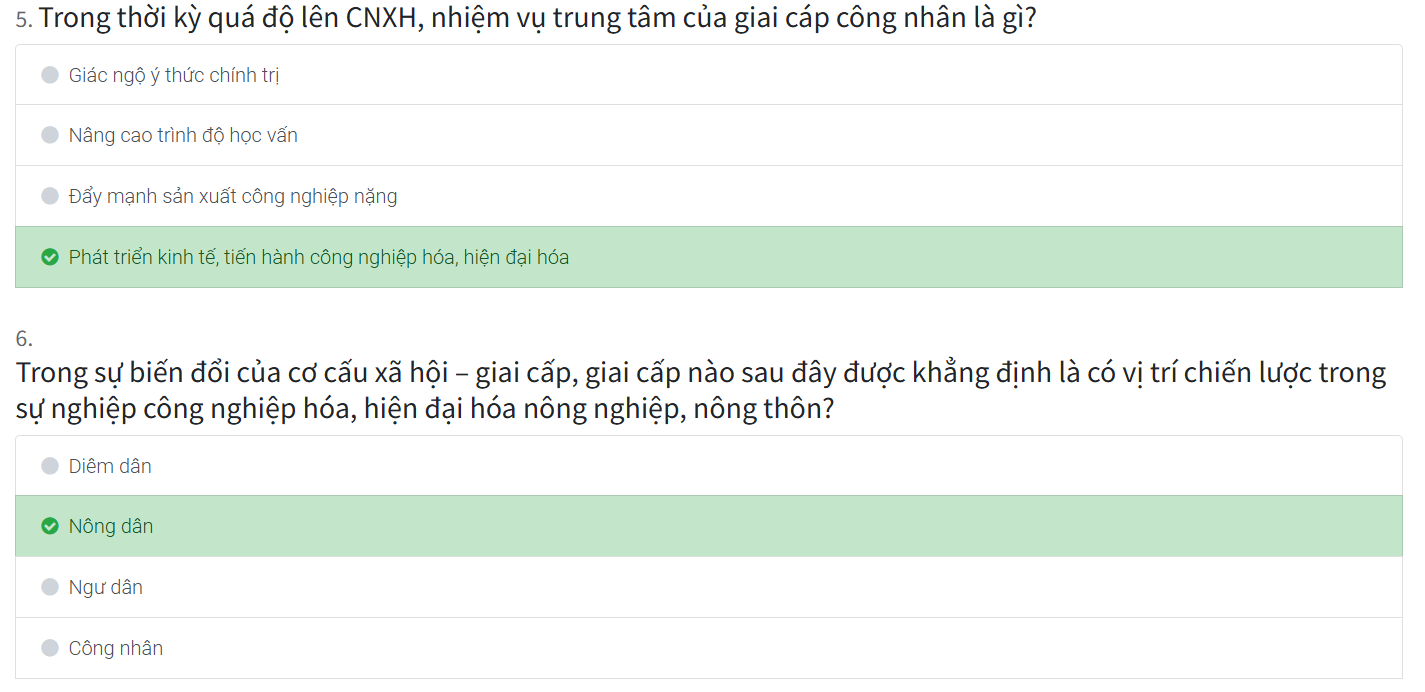 5. Trong thời kỳ quá độ lên CNXH, nhiệm vụ trung tâm của giai cáp công nhân là gì?
Giác ngộ ý thức chính trị
Nâng cao trình độ học vấn
Đẩy mạnh sản xuất công nghiệp nặng
Phát triển kinh tế, tiến hành công nghiệp hóa, hiện đại hóa
6.
Trong sự biến đổi của cơ cấu xã hội – giai cấp, giai cấp nào sau đây được khẳng định là có vị trí chiến lược trong
sự nghiệp công nghiệp hóa, hiện đại hóa nông nghiệp, nông thôn?
Diêm dân
Nông dân
Ngư dân
Công nhân